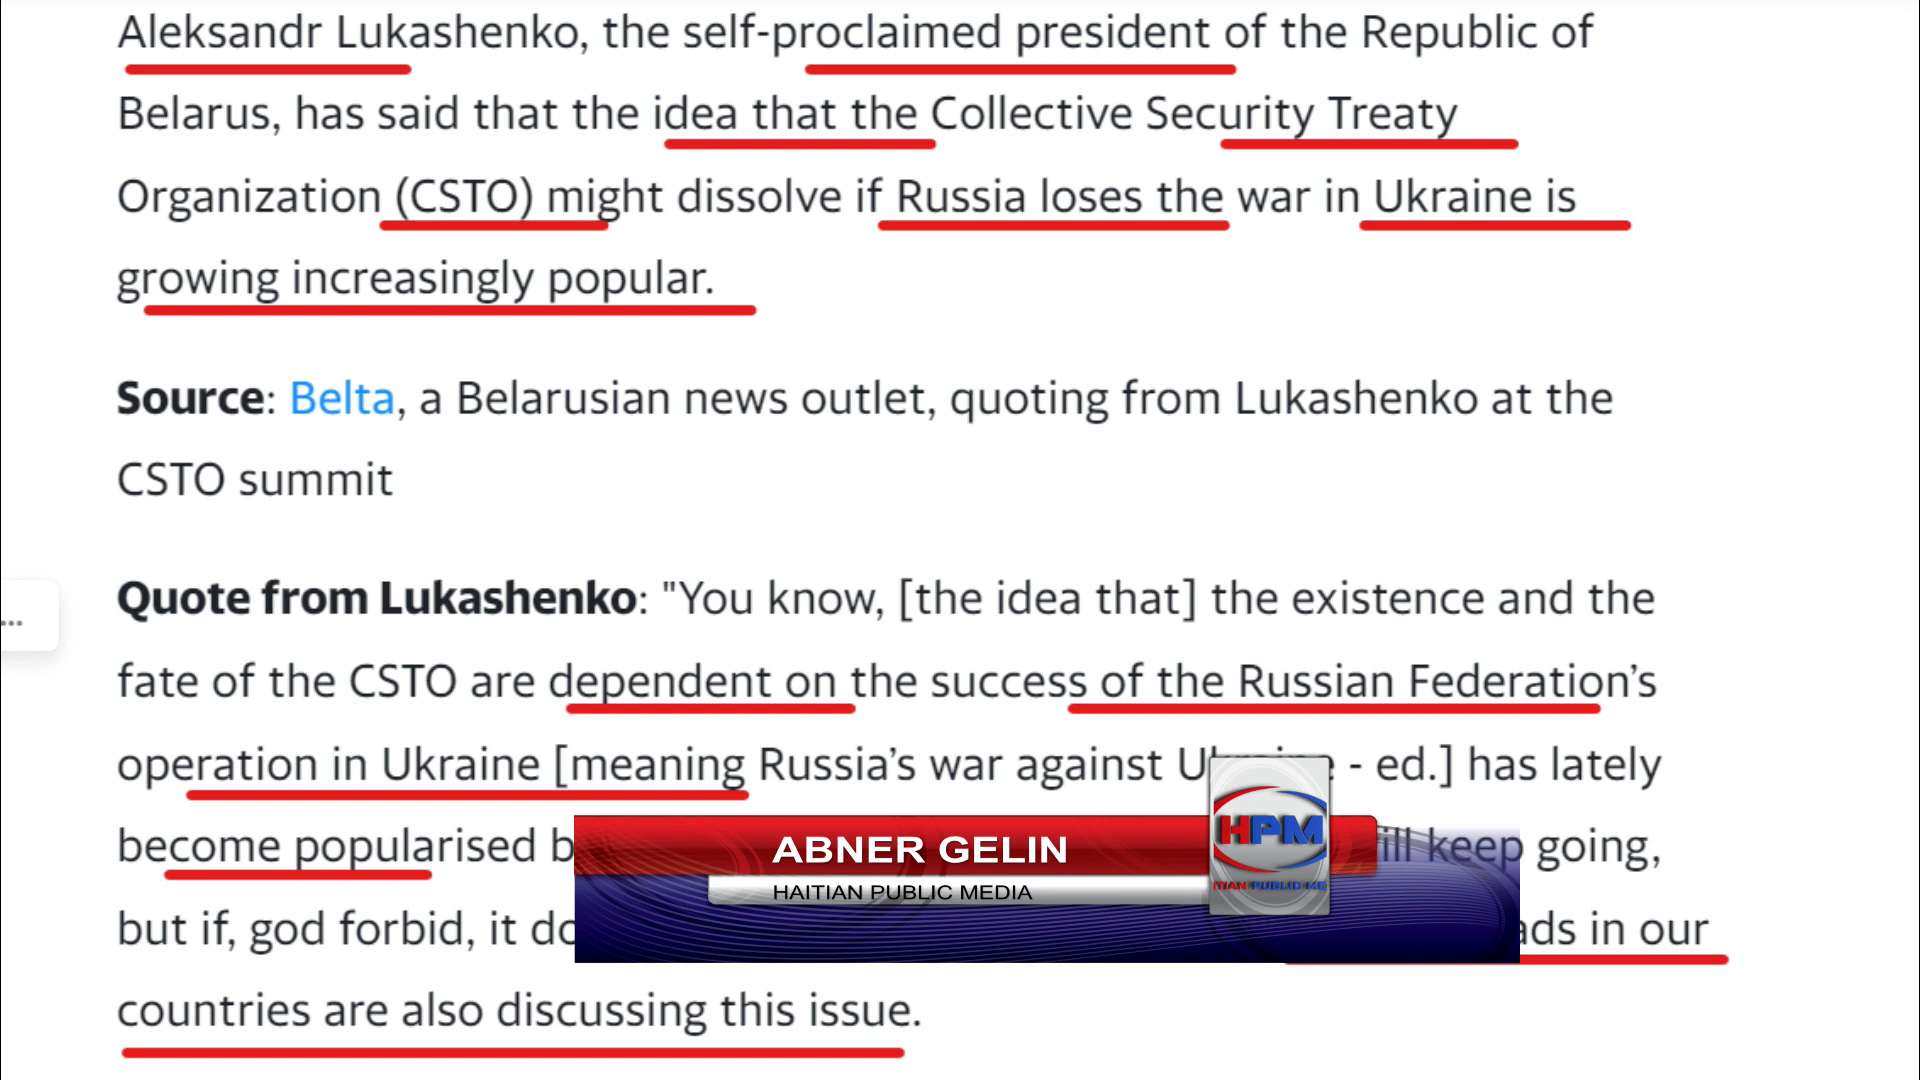 Aleksandr Lukashenko, the self-proclaimed president of the Republic of
Belarus, has said that the idea that the Collective Security Treaty
Organization (CSTO) might dissolve if Russia loses the war in Ukraine is
growing increasingly popular.
Source: Belta, a Belarusian news outlet, quoting from Lukashenko at the
CSTO summit
Quote from Lukashenko: "You know, [the idea that] the existence and the
fate of the CSTO are dependent on the success of the Russian Federation’s
...
operation in Ukraine [meaning Russia’s war against - ed.] has lately
become popularised keep going,
but if, god forbid, it in our
countries are also discussing this issue.
ABNER GELIN
HAITIAN PUBLIC MEDIA
HPM